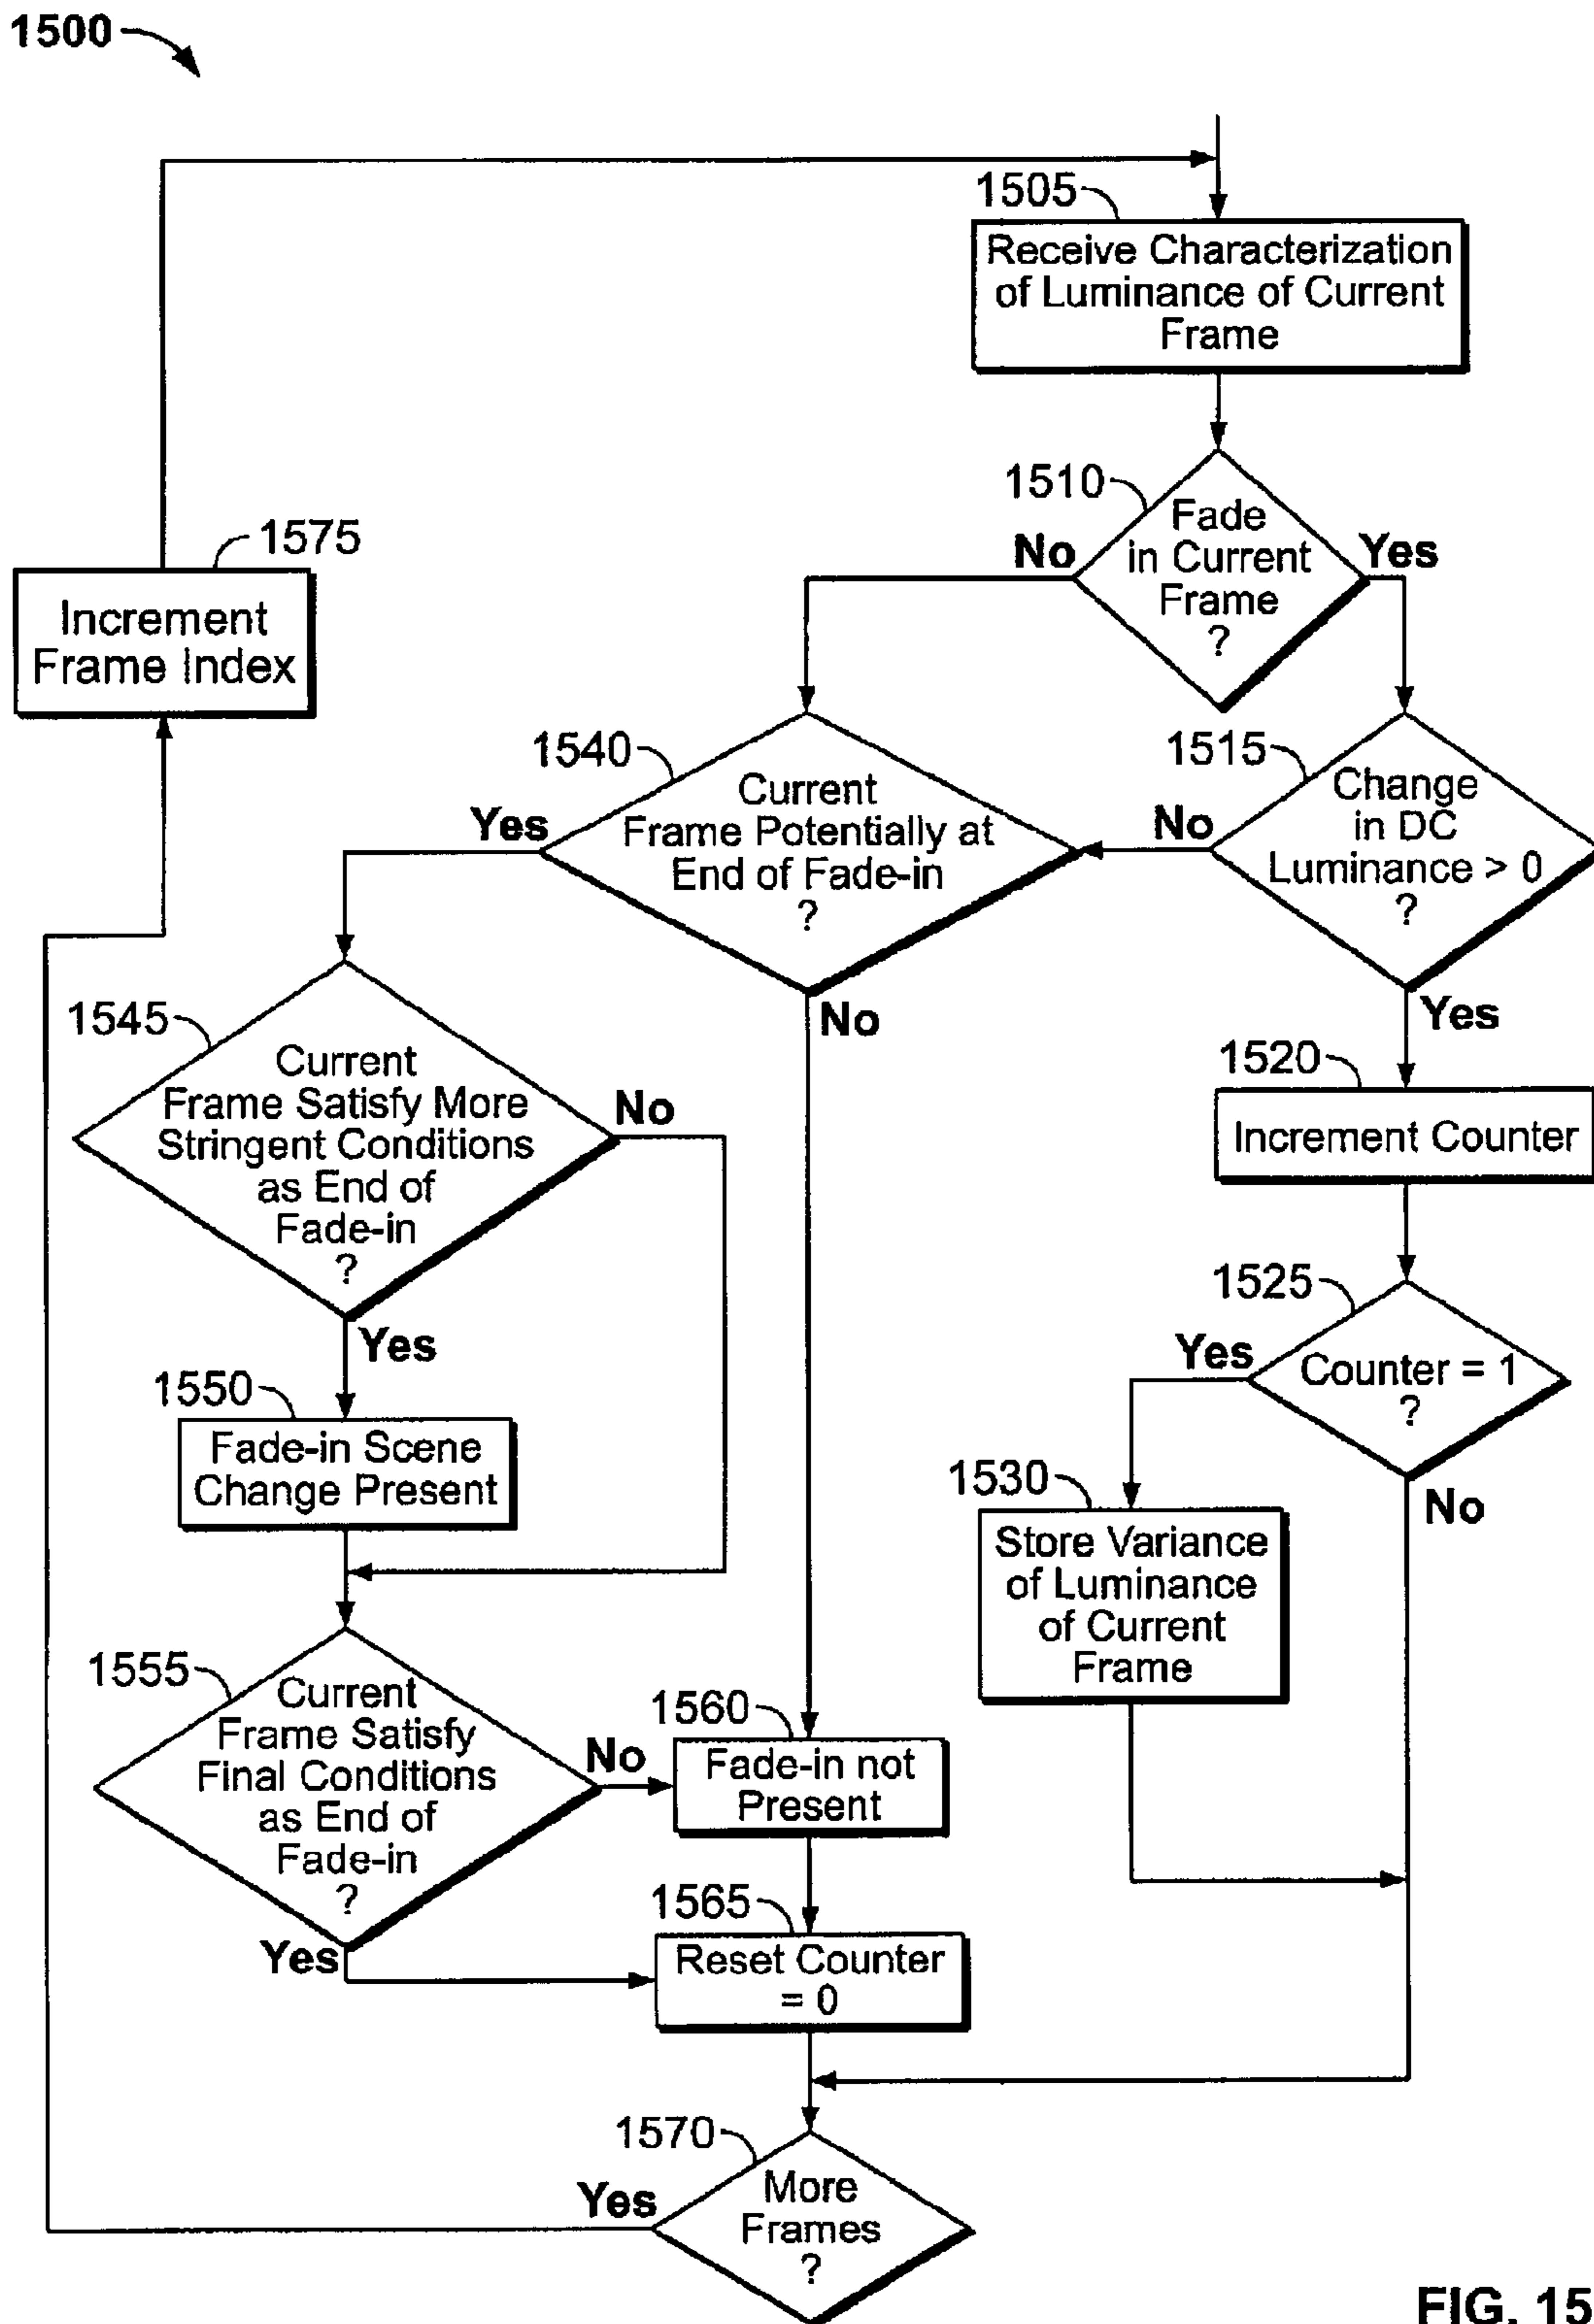 1500
1505
Receive Characterization
of Luminance of Current
Frame
1510
Fade
in Current
Frame
?
No
Yes
1575
Increment
Frame Index
1540
Current
Frame Potentially at
End of Fade-in
?
Yes
No
1515
Change
in DC
Luminance > 0
?
No
Yes
1545
Current
Frame Satisfy More
Stringent Conditions
as End of
Fade-in
?
No
Yes
1520
Increment Counter
1525
Counter = 1
?
Yes
No
1550
Fade-in Scene
Change Present
1530
Store Variance
of Luminance
of Current
Frame
1555
Current
Frame Satisfy
Final Conditions
as End of
Fade-in
?
No
Yes
1560
Fade-in not
Present
1565
Reset Counter
= 0
1570
More
Frames
?
Yes
FIG. 15